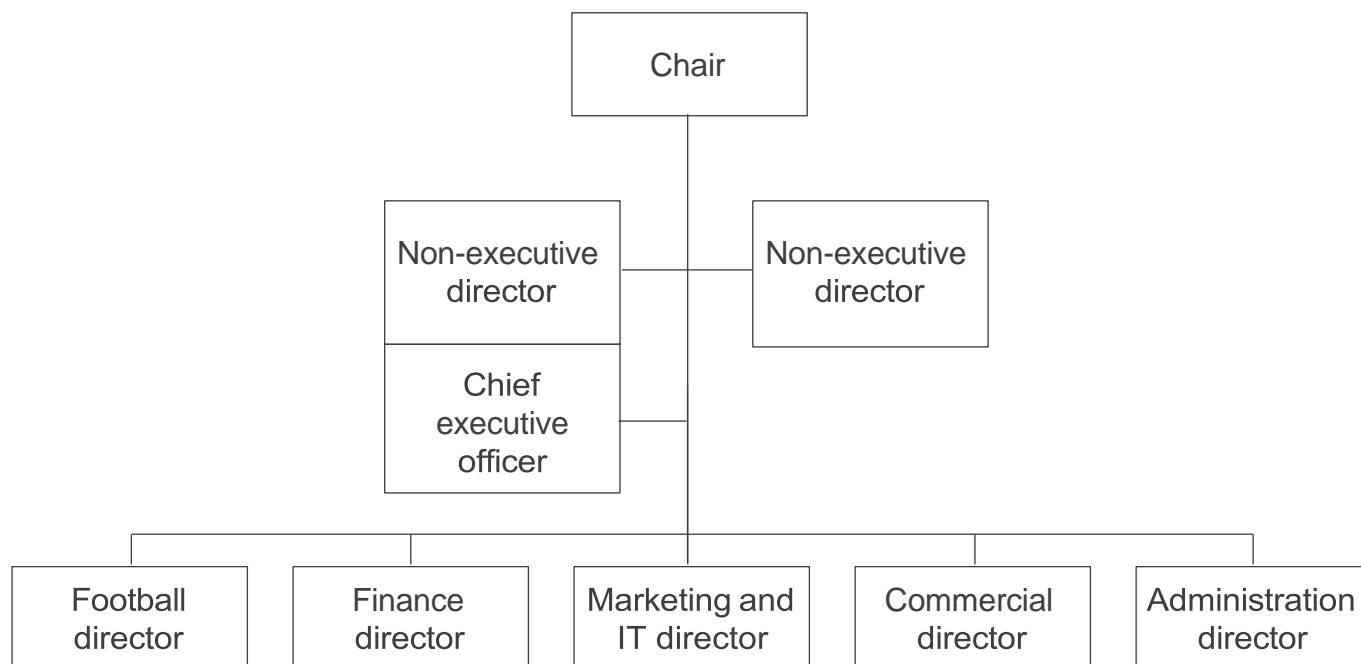 Chair
Non-executive
director
Non-executive
director
Chief
executive
officer
Football
director
Finance
director
Marketing and
IT director
Commercial
director
Administration
director